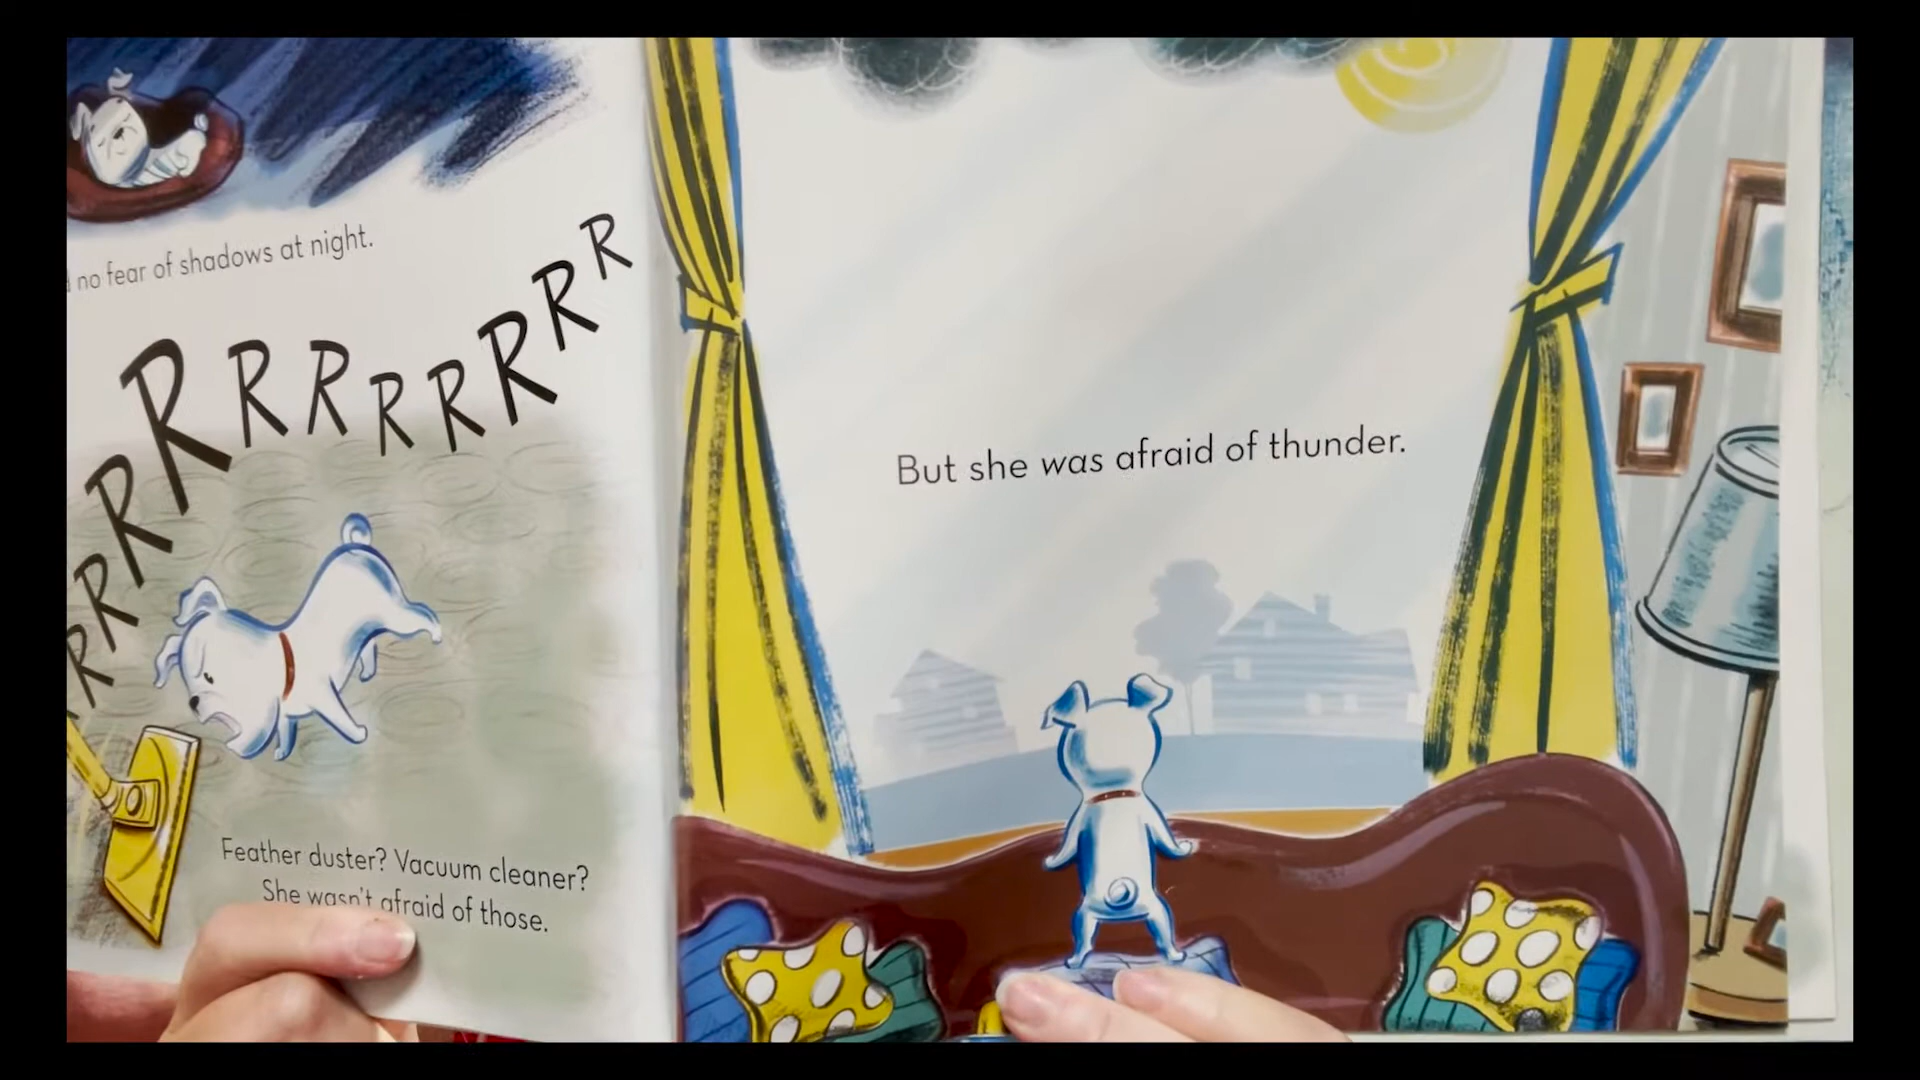 no fear of shadows at night.
RRRRRRRRRRR
Feather duster? Vacuum cleaner?
She wasn't afraid of those.
But she was afraid of thunder.